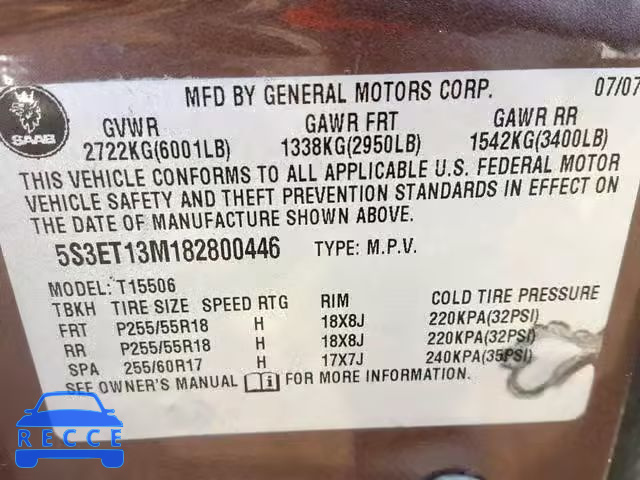 MFD BY GENERAL MOTORS CORP. 07/07
SAAB
GVWR GAWR FRT GAWR RR
2722KG(6001LB) 1338KG(2950LB) 1542KG(3400LB)
THIS VEHICLE CONFORMS TO ALL APPLICABLE U.S. FEDERAL MOTOR
VEHICLE SAFETY AND THEFT PREVENTION STANDARDS IN EFFECT ON
THE DATE OF MANUFACTURE SHOWN ABOVE.
5S3ET13M182800446 TYPE: M.P.V.
MODEL: T15506
TBKH TIRE SIZE SPEED RTG RIM COLD TIRE PRESSURE
FRT P255/55R18 H 18X8J 220KPA(32PSI)
RR P255/55R18 H 18X8J 220KPA(32PSI)
SPA 255/60R17 H 17X7J 240KPA(35PSI)
SEE OWNER'S MANUAL FOR MORE INFORMATION.
RECCE